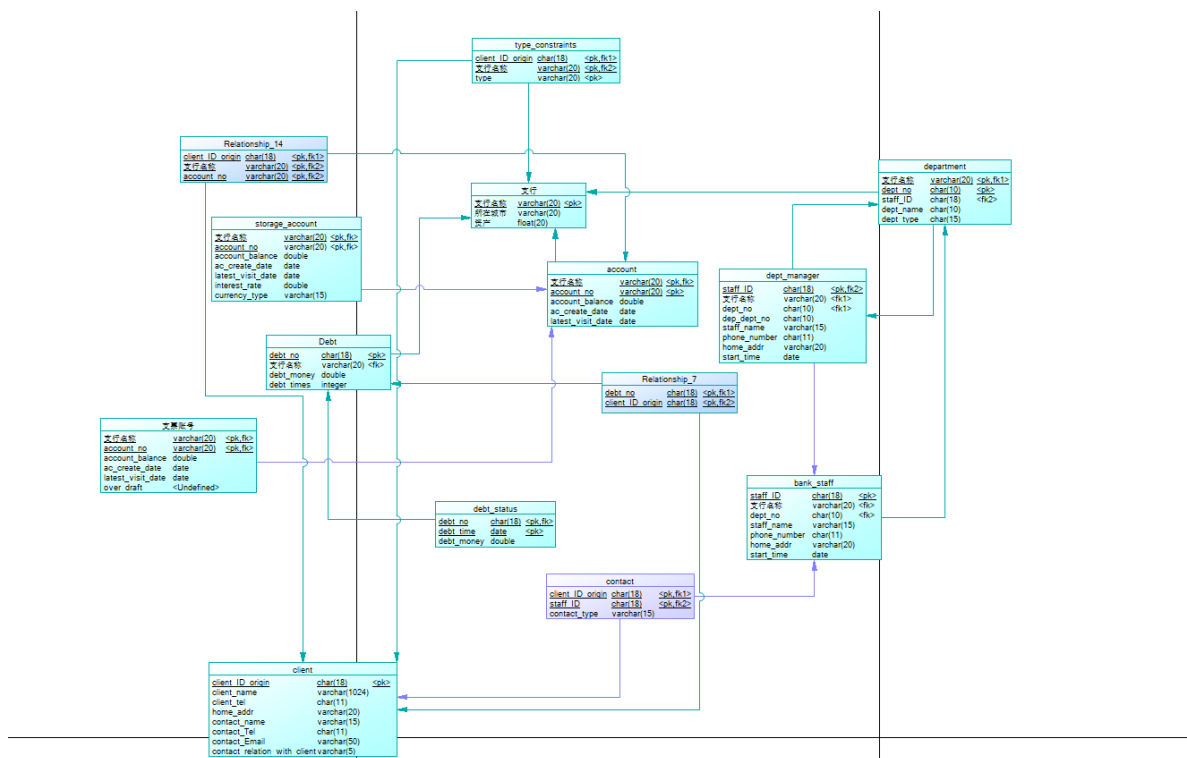 type_constraints
client_ID_origin char(18) <pk,fk1>
支行名称 varchar(20) <pk,fk2>
type varchar(20) <pk>
Relationship_14
client_ID_origin char(18) <pk,fk1>
支行名称 varchar(20) <pk,fk2>
account_no varchar(20) <pk,fk2>
department
支行名称 varchar(20) <pk,fk1>
dept_no char(10) <pk>
staff_ID char(18) <fk2>
dept_name char(10)
dept_type char(15)
支行
支行名称 varchar(20) <pk>
所在城市 varchar(20)
资产 float(20)
storage_account
支行名称 varchar(20) <pk,fk>
account_no varchar(20) <pk,fk>
account_balance double
ac_create_date date
latest_visit_date date
interest_rate double
currency_type varchar(15)
account
支行名称 varchar(20) <pk,fk>
account_no varchar(20) <pk>
account_balance double
ac_create_date date
latest_visit_date date
dept_manager
staff_ID char(18) <pk,fk2>
支行名称 varchar(20) <fk1>
dept_no char(10) <fk1>
dep_dept_no char(10)
staff_name varchar(15)
phone_number char(11)
home_addr varchar(20)
start_time date
Debt
debt_no char(18) <pk>
支行名称 varchar(20) <fk>
debt_money double
debt_times integer
Relationship_7
debt_no char(18) <pk,fk1>
client_ID_origin char(18) <pk,fk2>
支票账号
支行名称 varchar(20) <pk,fk>
account_no varchar(20) <pk,fk>
account_balance double
ac_create_date date
latest_visit_date date
over_draft <Undefined>
bank_staff
staff_ID char(18) <pk>
支行名称 varchar(20) <fk>
dept_no char(10) <fk>
staff_name varchar(15)
phone_number char(11)
home_addr varchar(20)
start_time date
debt_status
debt_no char(18) <pk,fk>
debt_time date <pk>
debt_money double
contact
client_ID_origin char(18) <pk,fk1>
staff_ID char(18) <pk,fk2>
contact_type varchar(15)
client
client_ID_origin char(18) <pk>
client_name varchar(1024)
client_tel char(11)
home_addr varchar(20)
contact_name varchar(15)
contact_Tel char(11)
contact_Email varchar(50)
contact_relation_with_client varchar(5)